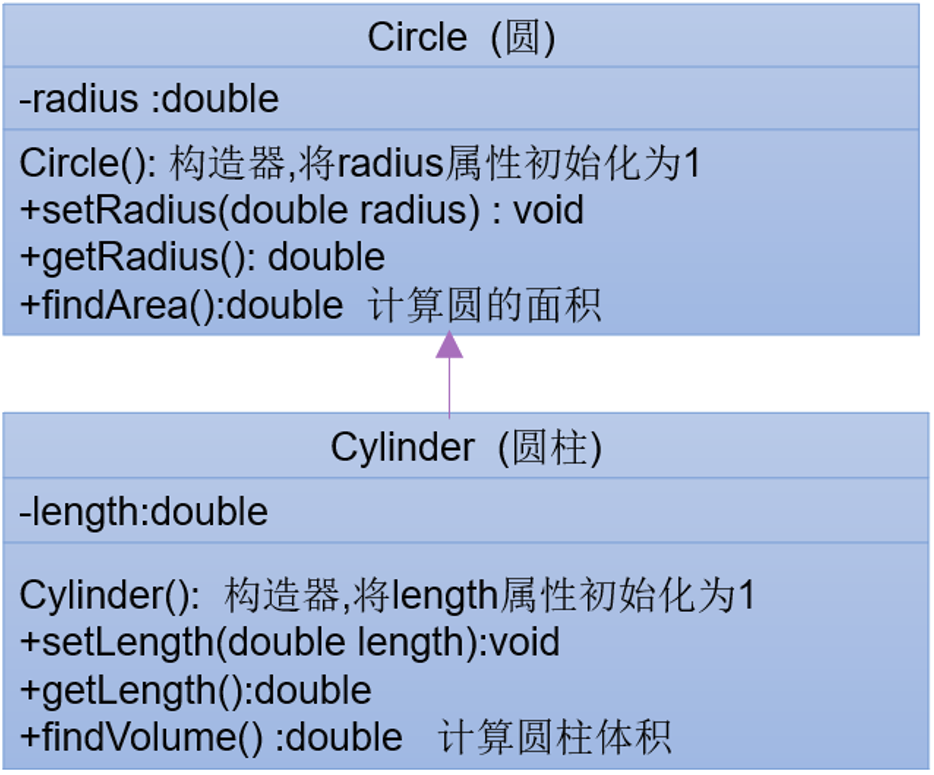 Circle (圆)
-radius :double
Circle(): 构造器,将radius属性初始化为1
+setRadius(double radius) : void
+getRadius(): double
+findArea():double 计算圆的面积
Cylinder (圆柱)
-length:double
Cylinder(): 构造器,将length属性初始化为1
+setLength(double length):void
+getLength():double
+findVolume() :double 计算圆柱体积